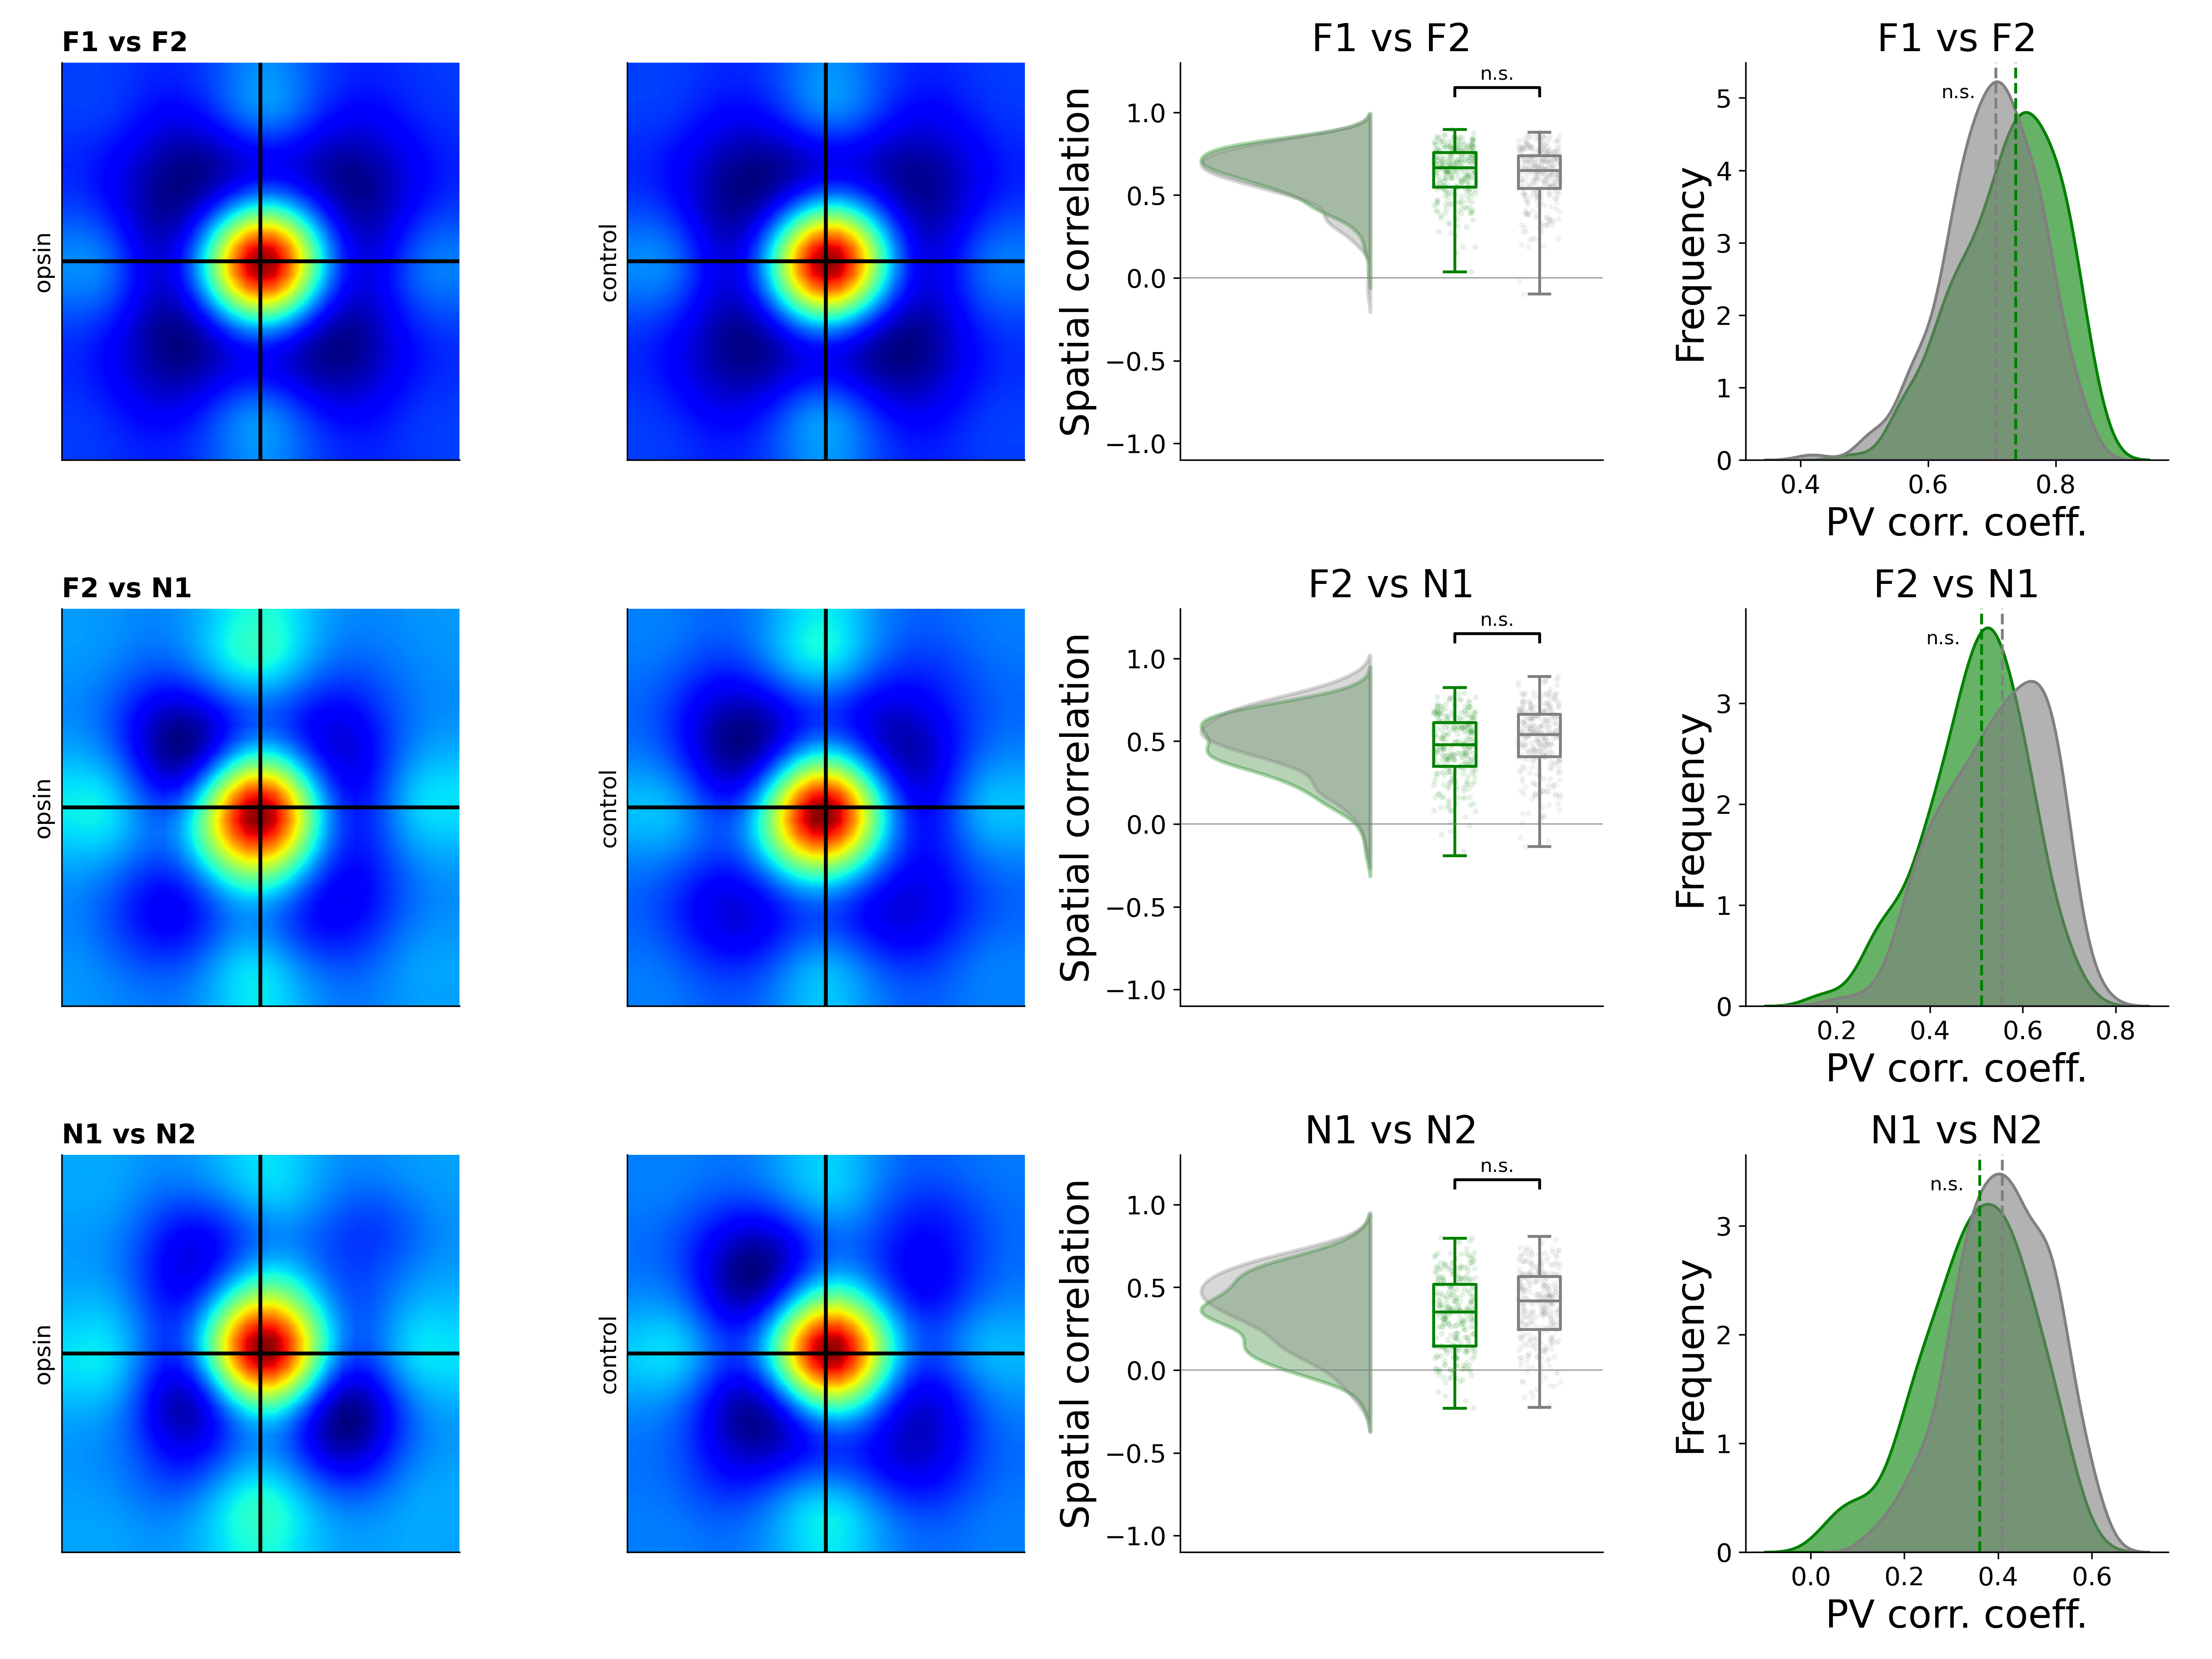 F1 vs F2
opsin
control
F1 vs F2
Spatial correlation
1.0
0.5
0.0
−0.5
−1.0
n.s.
F1 vs F2
Frequency
5
4
3
2
1
0
n.s.
0.4 0.6 0.8
PV corr. coeff.
F2 vs N1
opsin
control
F2 vs N1
Spatial correlation
1.0
0.5
0.0
−0.5
−1.0
n.s.
F2 vs N1
Frequency
3
2
1
0
n.s.
0.2 0.4 0.6 0.8
PV corr. coeff.
N1 vs N2
opsin
control
N1 vs N2
Spatial correlation
1.0
0.5
0.0
−0.5
−1.0
n.s.
N1 vs N2
Frequency
3
2
1
0
n.s.
0.0 0.2 0.4 0.6
PV corr. coeff.